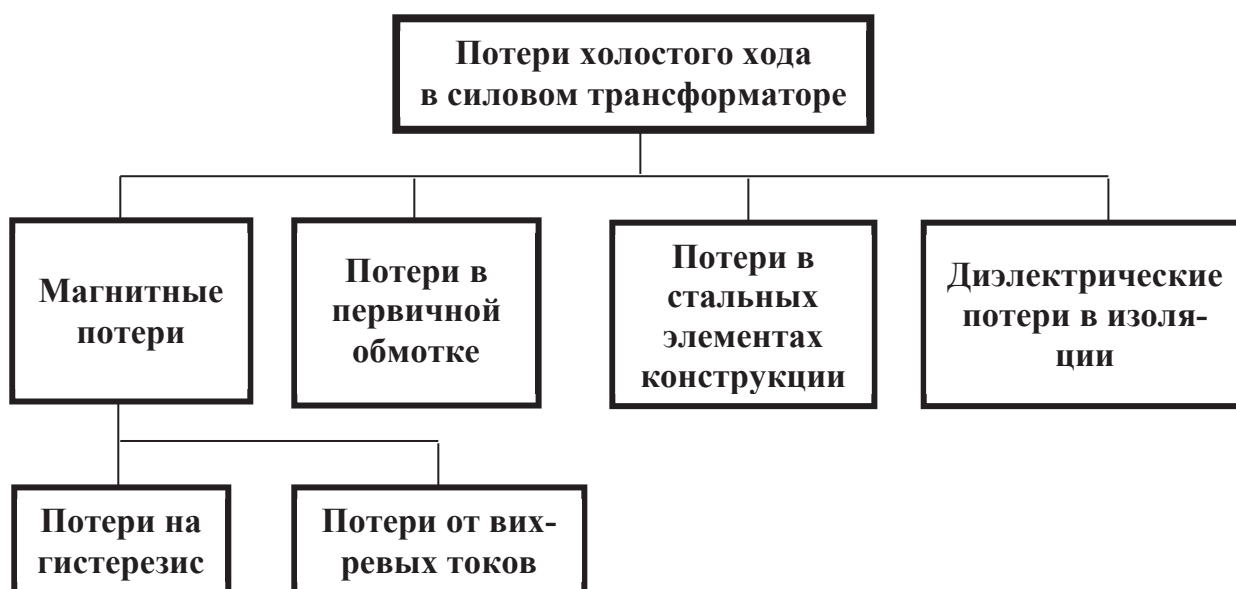 Потери холостого хода
в силовом трансформаторе
Магнитные
потери
Потери в
первичной
обмотке
Потери в
стальных
элементах
конструкции
Диэлектрические
потери в изоля-
ции
Потери на
гистерезис
Потери от вих-
ревых токов